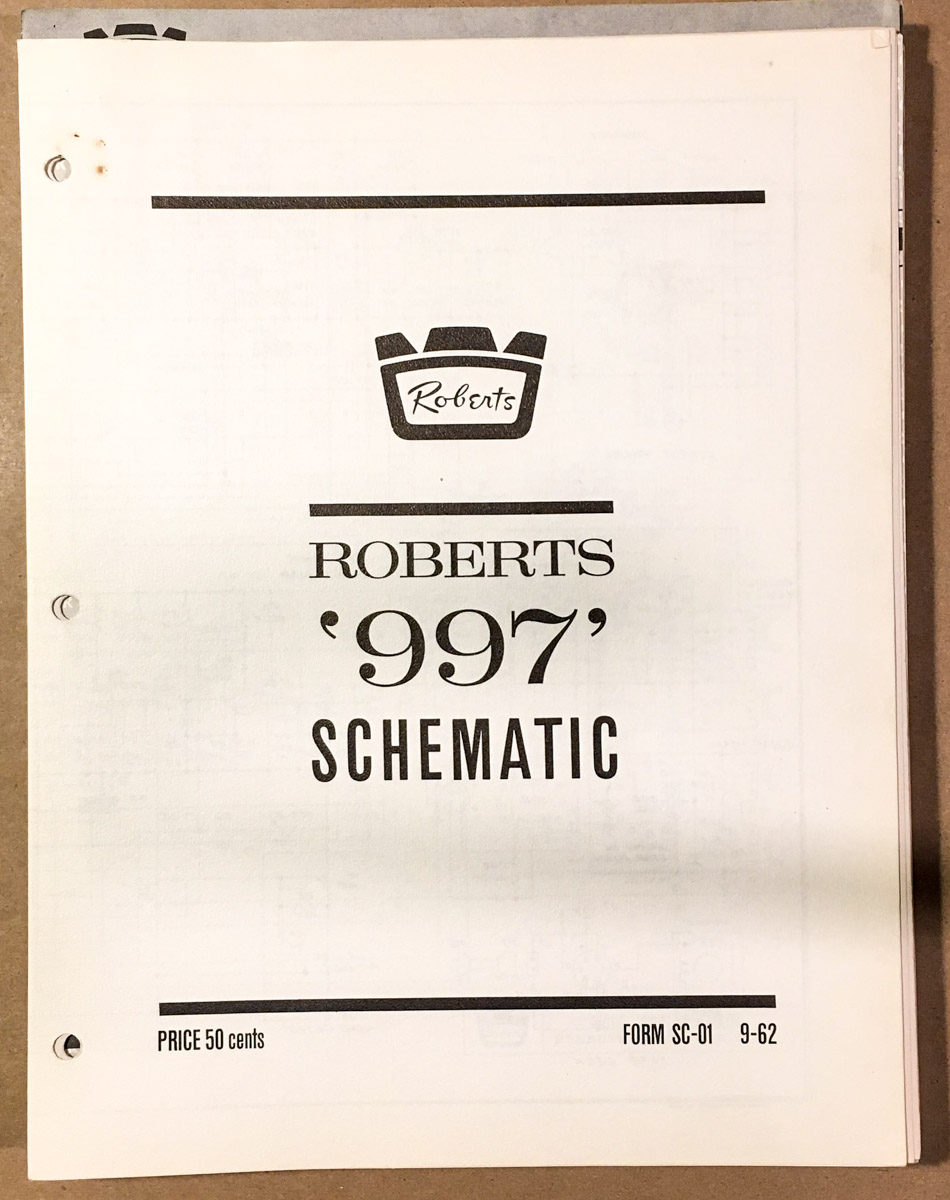 Roberts
ROBERTS
‘997’
SCHEMATIC
PRICE 50 cents
FORM SC-01 9-62